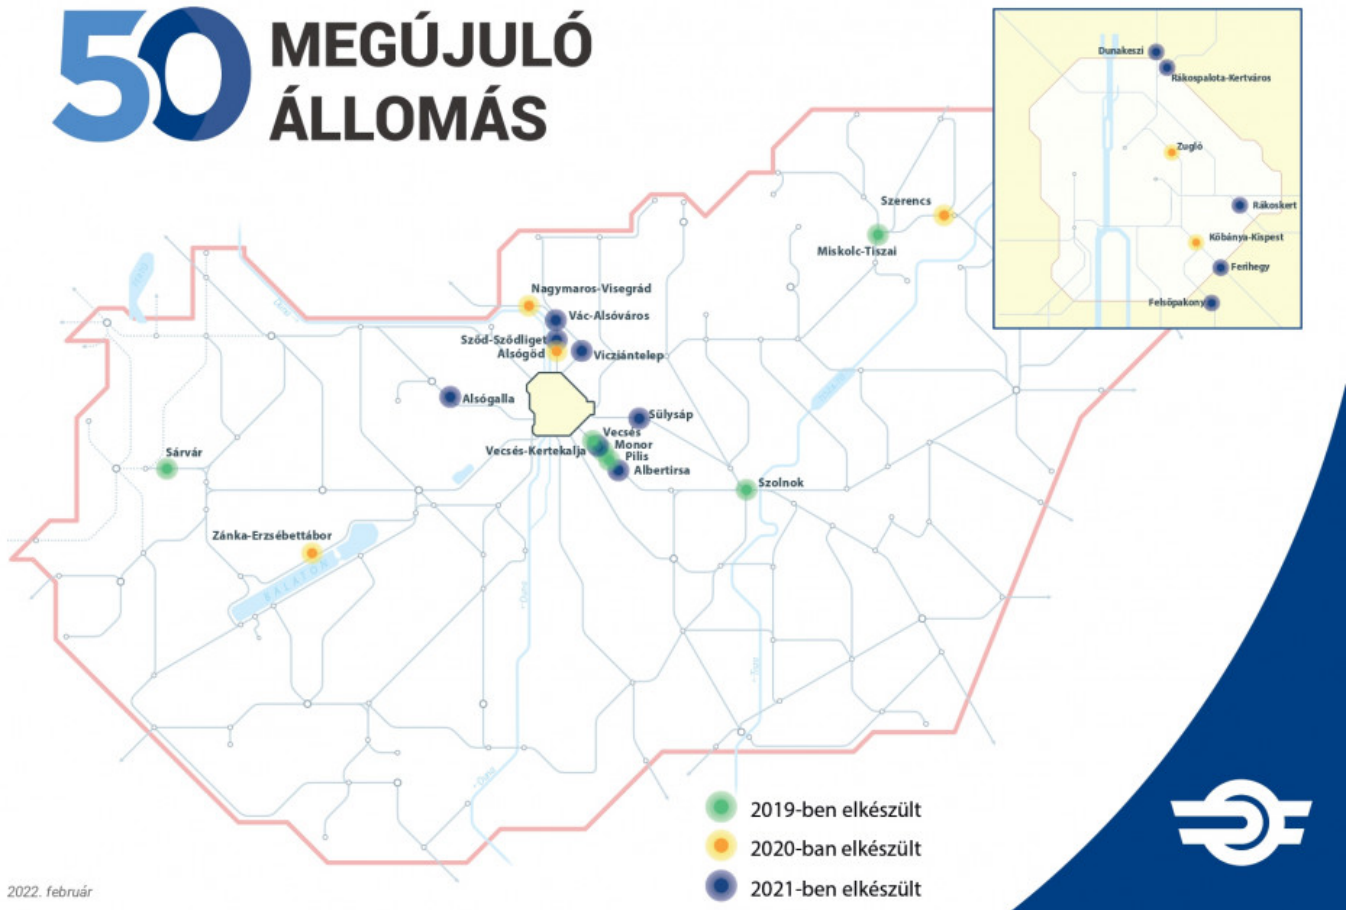 50 MEGÚJULÓ
ÁLLOMÁS
Dunakeszi
Rákospalota-Kertváros
Zugló
Rákoskert
Kőbánya-Kispest
Ferihegy
Felsőpakony
Szerencs
Miskolc-Tiszai
Nagymaros-Visegrád
Vác-Alsóváros
Sződ-Sződliget
Alsógöd
Vicziántelep
Alsógalla
Sülysáp
Vecsés
Monor
Vecsés-Kertekalja
Pilis
Albertirsa
Sárvár
Szolnok
Zánka-Erzsébettábor
BALATON
Duna
Duna
Duna
2019-ben elkészült
2020-ban elkészült
2021-ben elkészült
2022. február